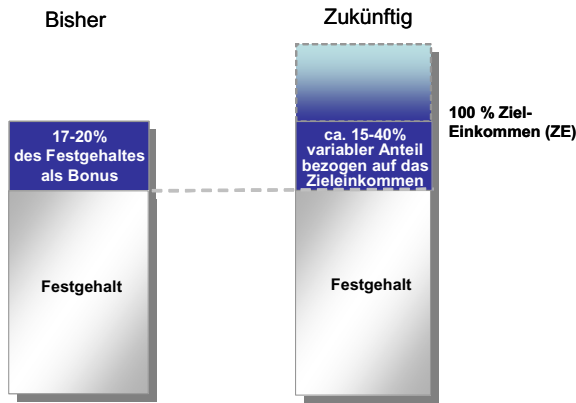 Bisher
Zukünftig
17-20%
des Festgehaltes
als Bonus
ca. 15-40%
variabler Anteil
bezogen auf das
Zieleinkommen
100 % Ziel-
Einkommen (ZE)
Festgehalt
Festgehalt